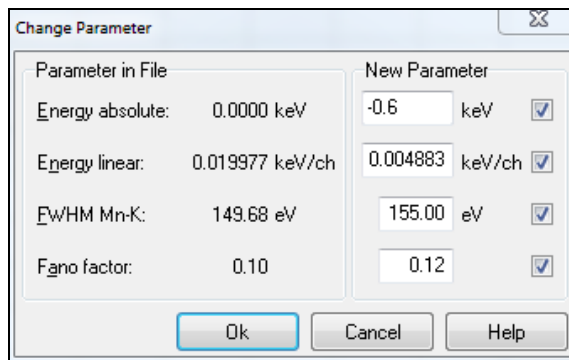 Change Parameter
Parameter in File New Parameter
Energy absolute: 0.0000 keV -0.6 keV
Energy linear: 0.019977 keV/ch 0.004883 keV/ch
FWHM Mn-K: 149.68 eV 155.00 eV
Fano factor: 0.10 0.12
Ok Cancel Help